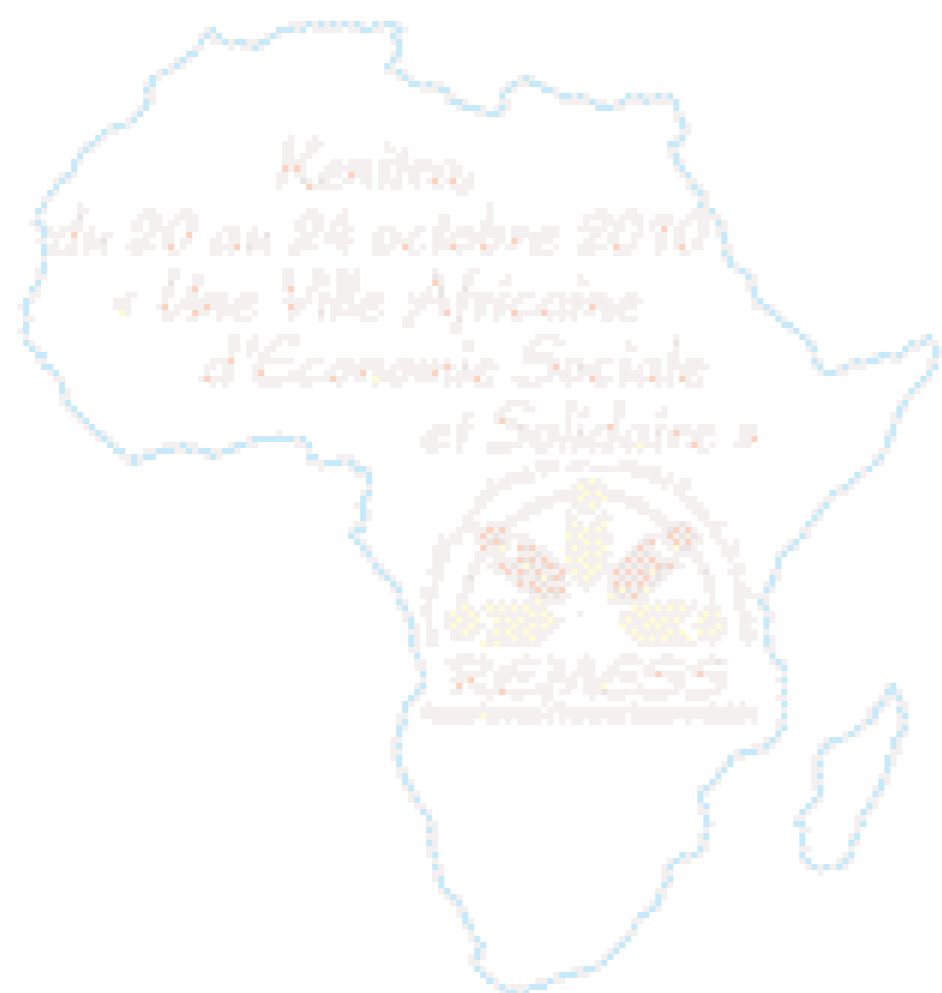 Kenitra,
du 20 au 24 octobre 2010
« Une Ville Africaine
d'Economie Sociale
et Solidaire »
REMESS